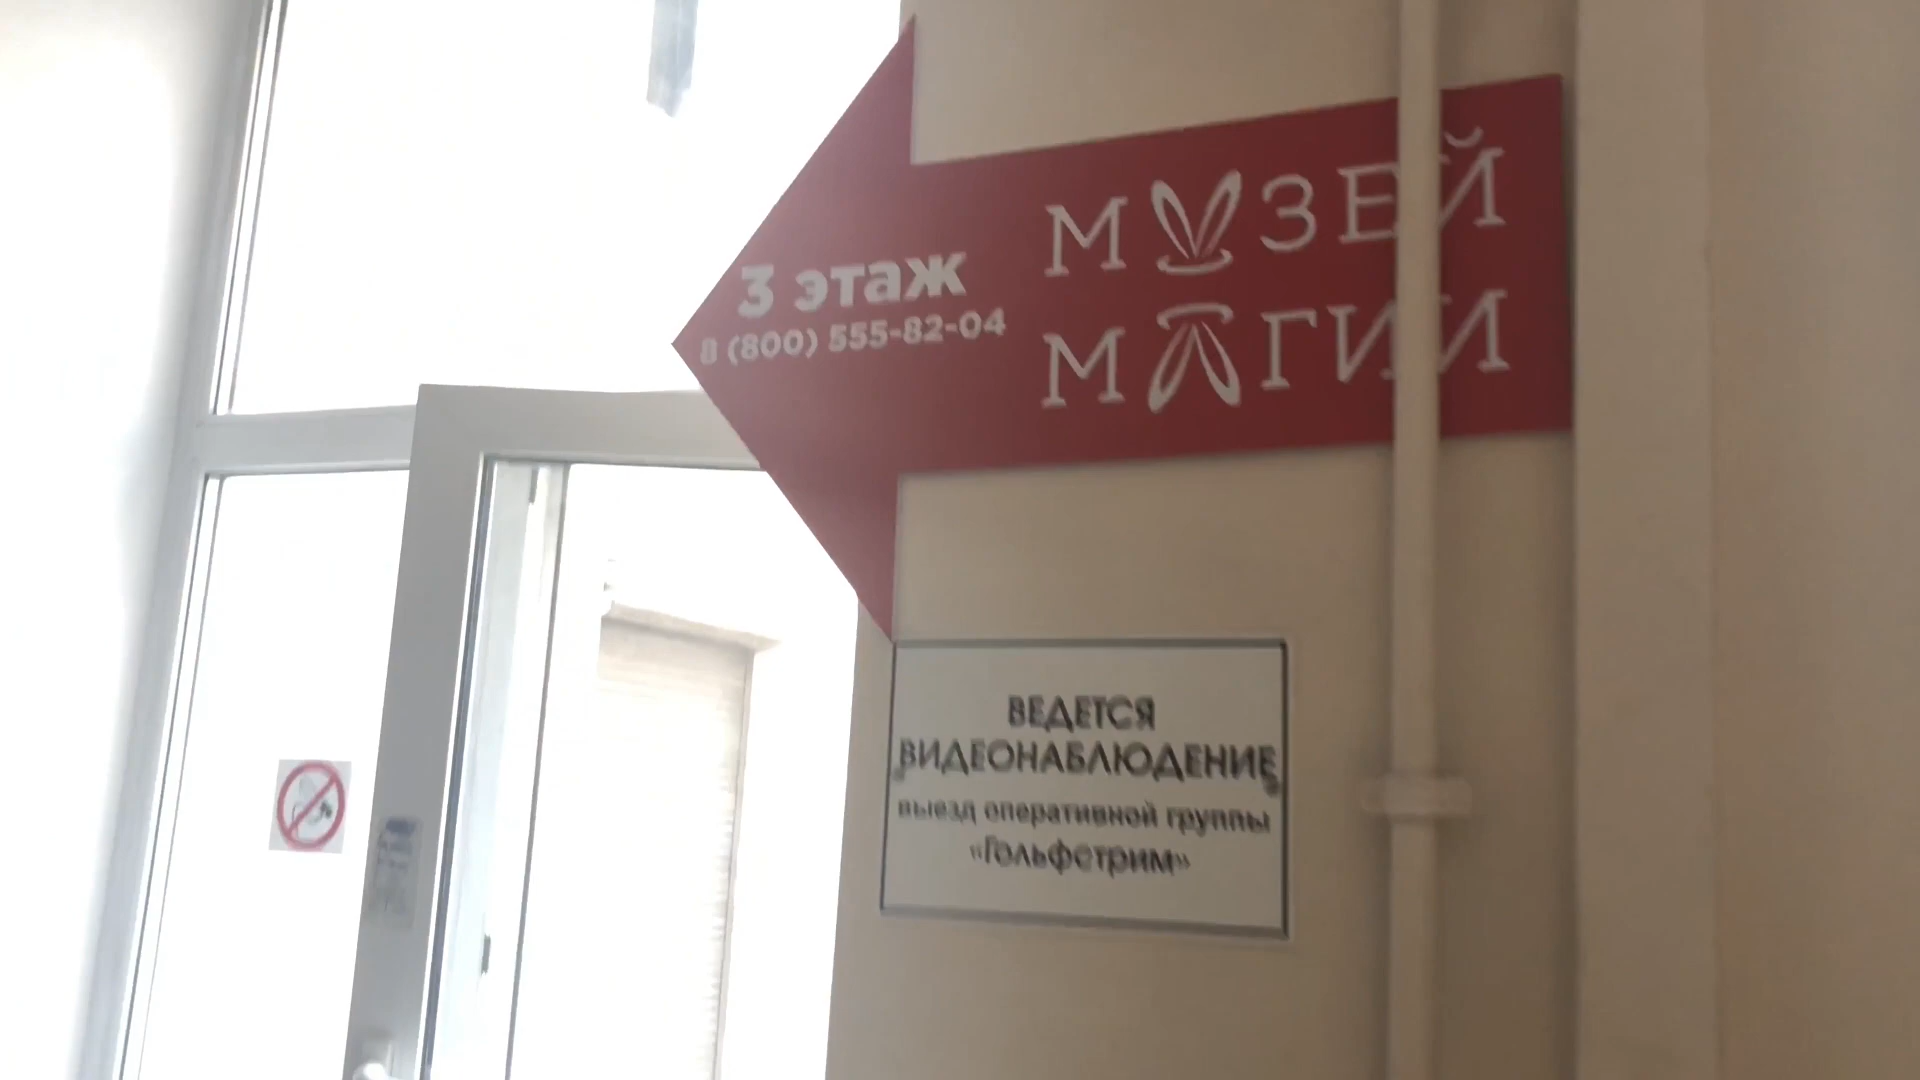 МУЗЕЙ
МАГИИ
3 этаж
8 (800) 555-82-04
ВЕДЕТСЯ
ВИДЕОНАБЛЮДЕНИЕ
выезд оперативной группы
«Гольфстрим»